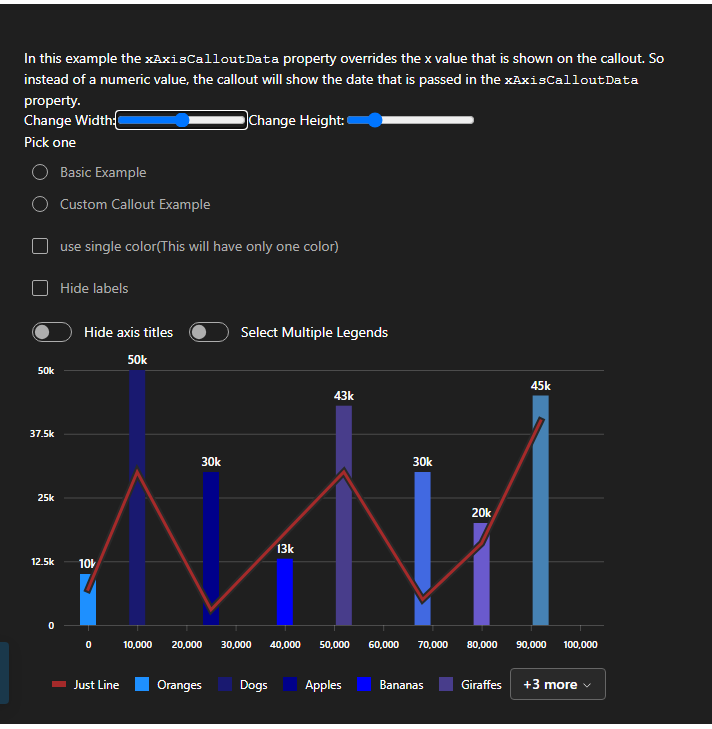 In this example the xAxisCalloutData property overrides the x value that is shown on the callout. So
instead of a numeric value, the callout will show the date that is passed in the xAxisCalloutData
property.
Change Width: Change Height:
Pick one
Basic Example
Custom Callout Example
use single color(This will have only one color)
Hide labels
Hide axis titles Select Multiple Legends
50k
50k
45k
43k
37.5k
30k 30k
25k
20k
13k
12.5k 10k
0
0 10,000 20,000 30,000 40,000 50,000 60,000 70,000 80,000 90,000 100,000
Just Line Oranges Dogs Apples Bananas Giraffes +3 more